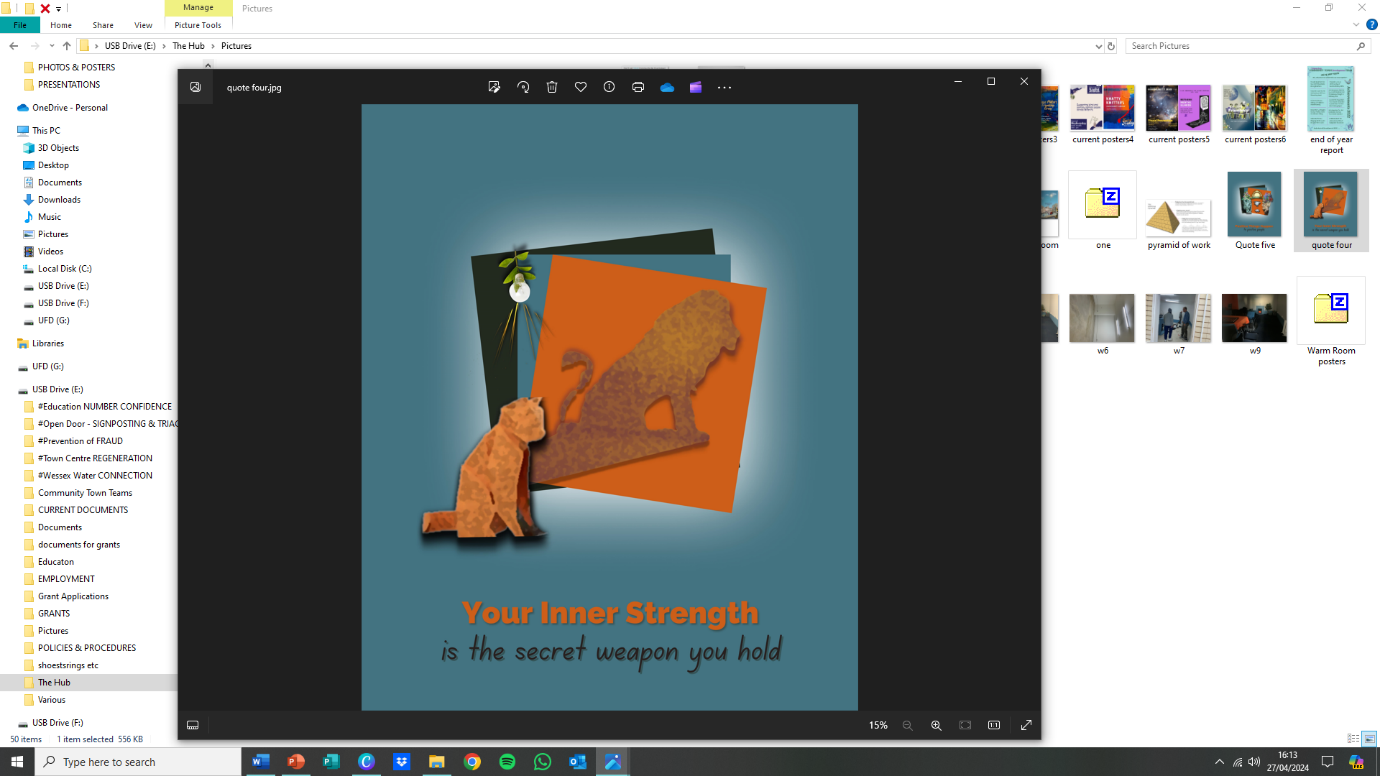 Manage
Pictures
File
Home
Share
View
Picture Tools
USB Drive (E:)
The Hub
Pictures
Search Pictures
PHOTOS & POSTERS
PRESENTATIONS
OneDrive - Personal
This PC
3D Objects
Desktop
Documents
Downloads
Music
Pictures
Videos
Local Disk (C:)
USB Drive (E:)
USB Drive (F:)
UFD (G:)
Libraries
UFD (G:)
USB Drive (E:)
#Education NUMBER CONFIDENCE
#Open Door - SIGNPOSTING & TRIAG
#Prevention of FRAUD
#Town Centre REGENERATION
#Wessex Water CONNECTION
Community Town Teams
CURRENT DOCUMENTS
Documents
documents for grants
Educaton
EMPLOYMENT
Grant Applications
GRANTS
Pictures
POLICIES & PROCEDURES
shoestsrings etc
The Hub
Various
USB Drive (F:)
50 items
1 item selected 556 KB
quote four.jpg
Your Inner Strength
is the secret weapon you hold
15%
ters3
current posters4
current posters5
current posters6
end of year
report
oom
one
pyramid of work
Quote five
quote four
w6
w7
w9
Warm Room
posters
Type here to search
16:13
27/04/2024